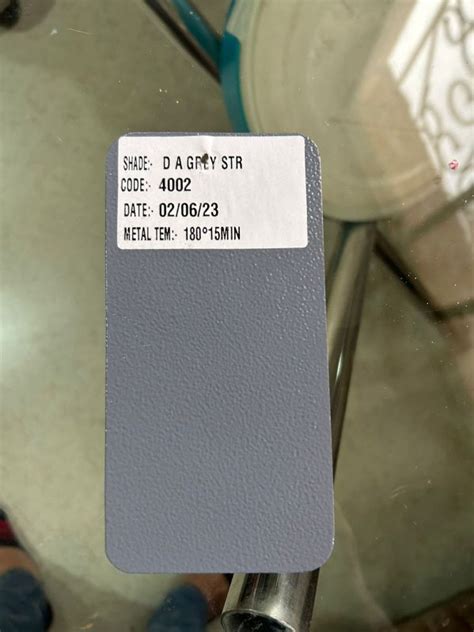 SHADE:- D A GREY STR
CODE:- 4002
DATE:- 02/06/23
METAL TEM:- 180°15MIN